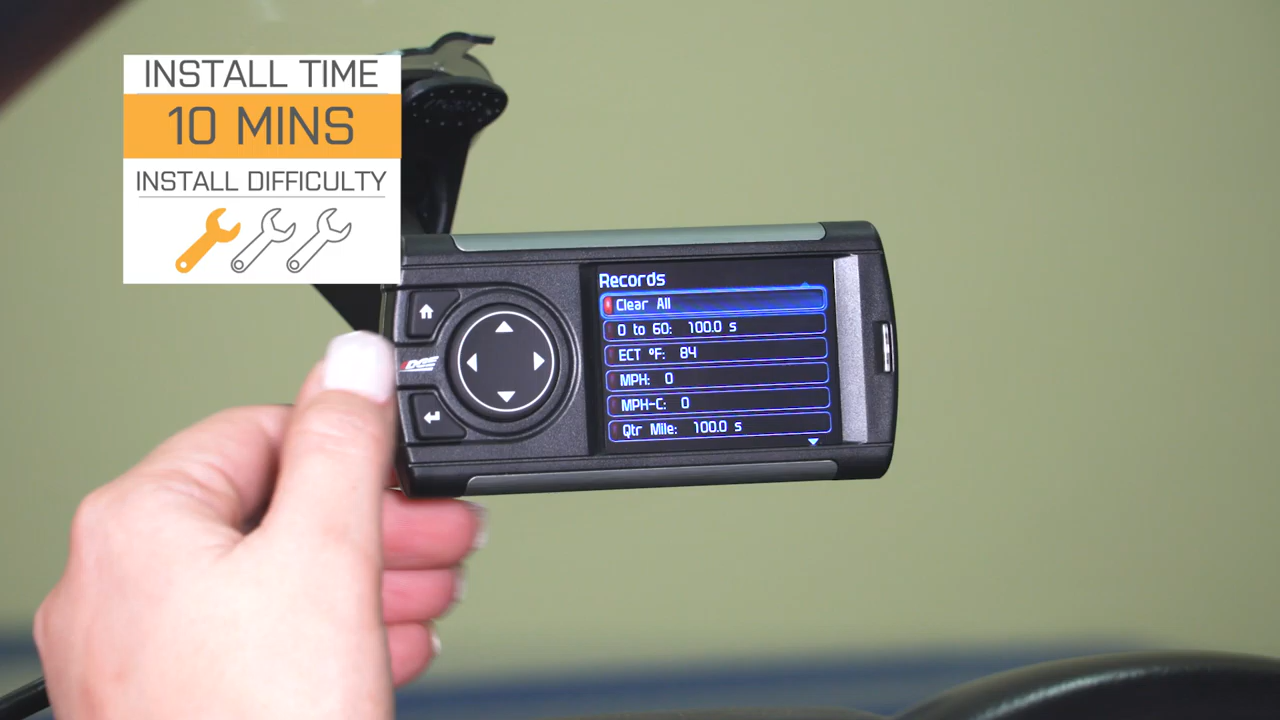 INSTALL TIME
10 MINS
INSTALL DIFFICULTY
EDGE
Records
Clear All
0 to 60: 100.0 s
ECT °F: 84
MPH: 0
MPH-C: 0
Qtr Mile: 100.0 s